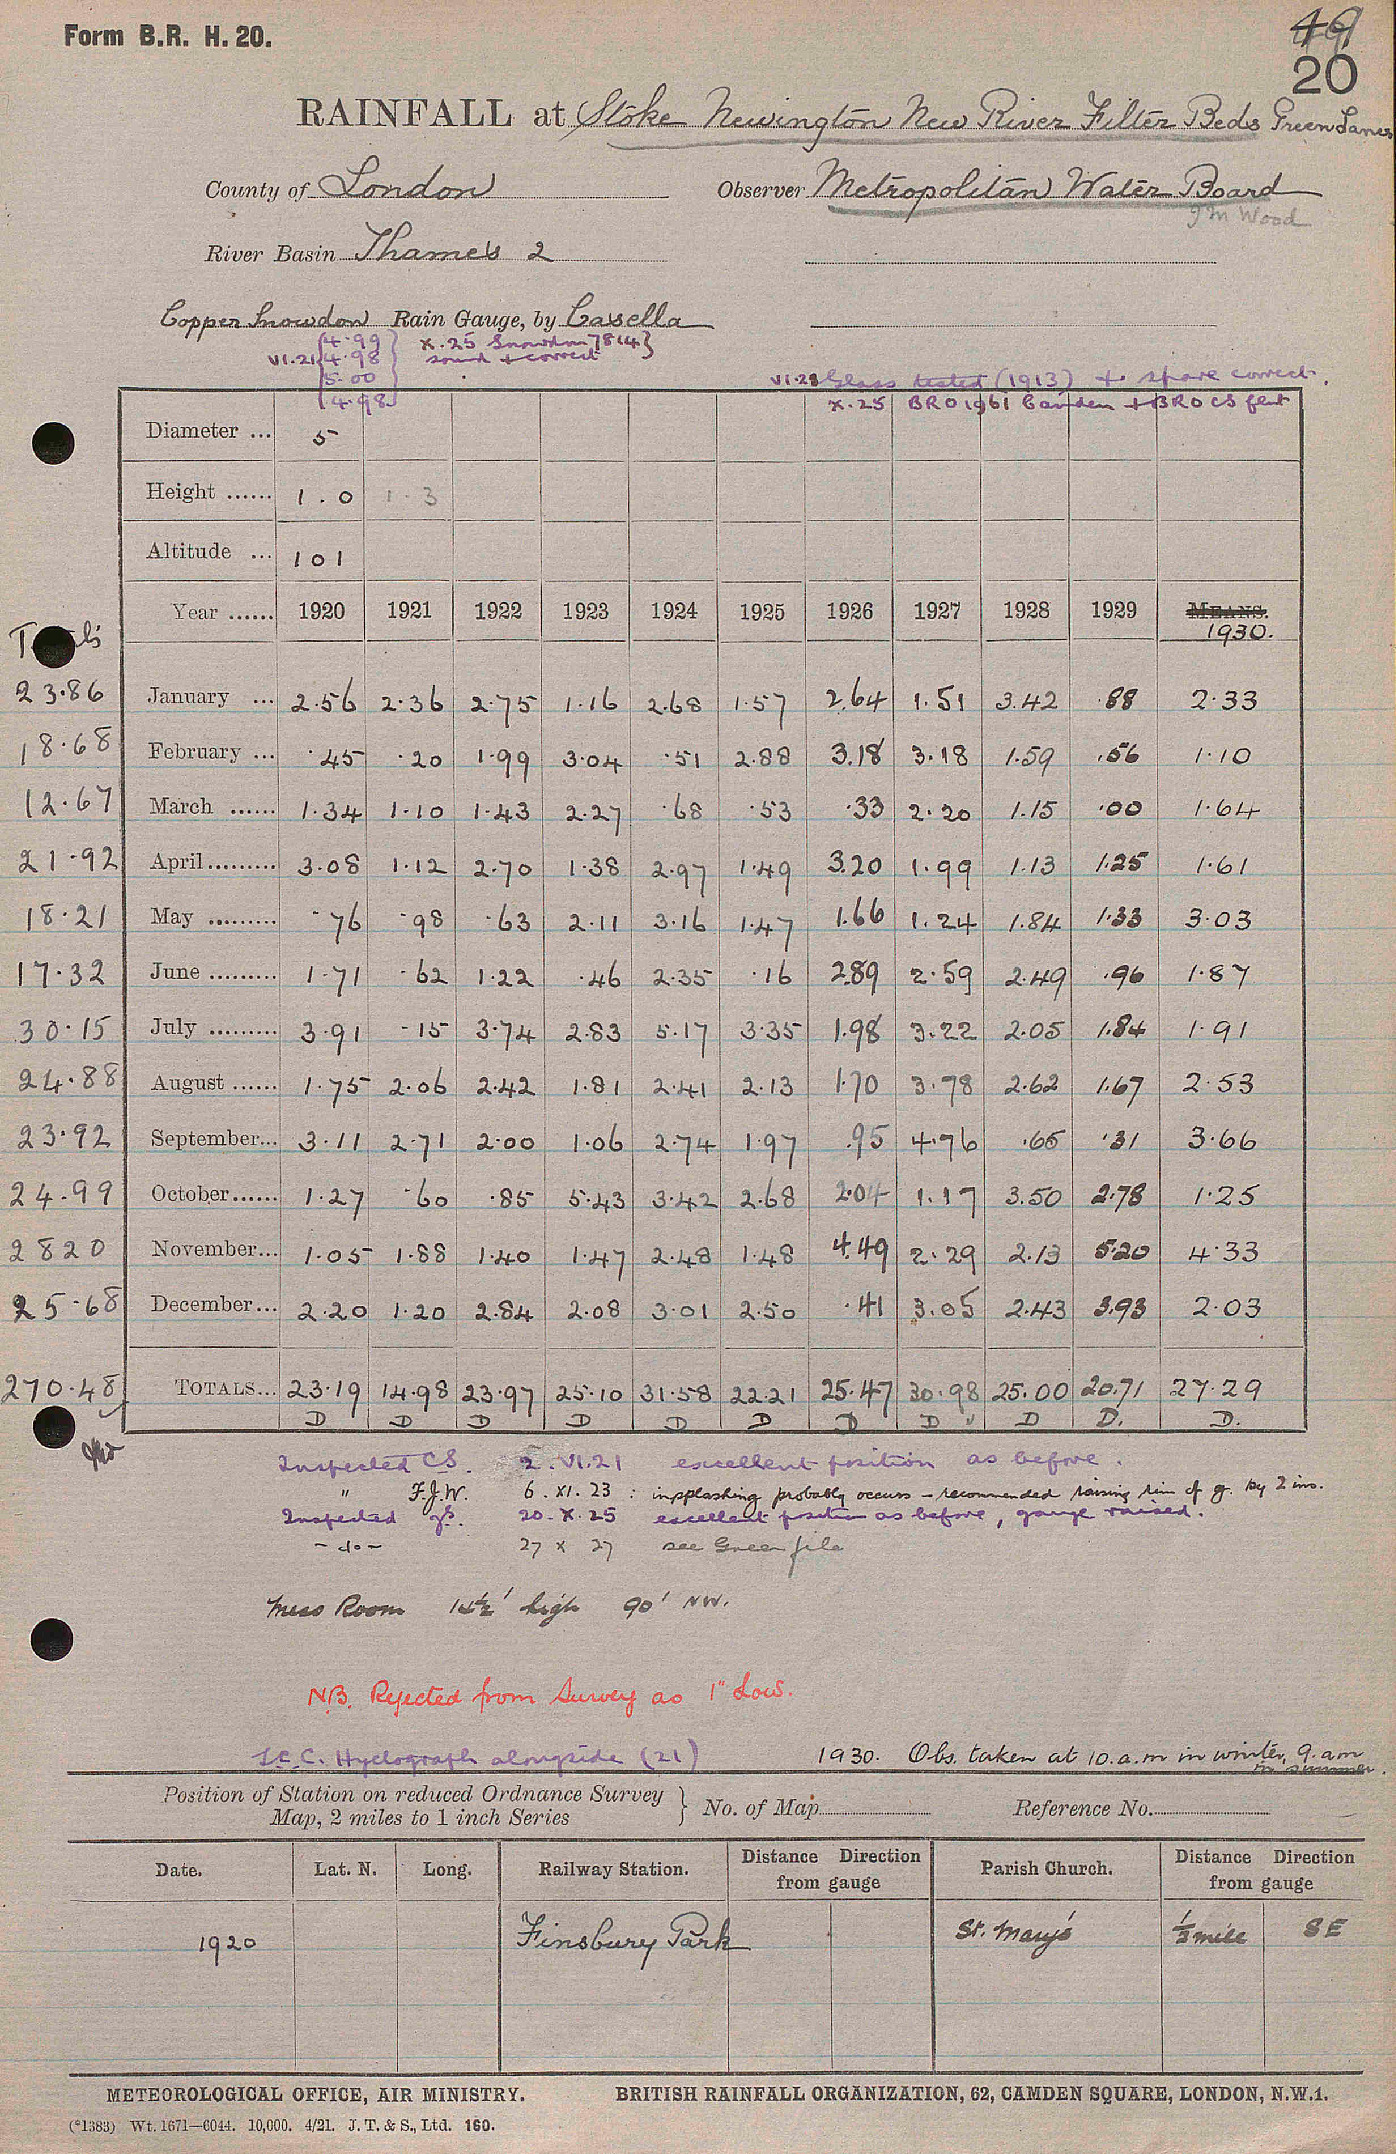 Form B.R. H. 20.
49
20
RAINFALL at Stoke Newington New River Filter Beds Green Lanes
County of London Observer Metropolitan Water Board
J M Wood
River Basin Thames 2
Copper Snowdon Rain Gauge, by Casella
VI.21 {4.99 4.98 5.00 4.98} X.25 Snowdon 7814} sound + correct
VI.21 Glass tested (1913) + spare correct.
X.25 BRO 1961 Camden + BRO CS
Diameter ... 5
Height ...... 1.0 1.3
Altitude ... 101
Year ...... 1920 1921 1922 1923 1924 1925 1926 1927 1928 1929 MEANS. 1930.
23.86 January ... 2.56 2.36 2.75 1.16 2.68 1.57 2.64 1.51 3.42 .88 2.33
18.68 February ... .45 .20 1.99 3.04 .51 2.88 3.18 3.18 1.59 .56 1.10
12.67 March ...... 1.34 1.10 1.43 2.27 .68 .53 .33 2.20 1.15 .00 1.64
21.92 April......... 3.08 1.12 2.70 1.38 2.97 1.49 3.20 1.99 1.13 1.25 1.61
18.21 May ......... .76 .98 .63 2.11 3.16 1.47 1.66 1.24 1.84 1.33 3.03
17.32 June ......... 1.71 .62 1.22 .46 2.35 .16 2.89 2.59 2.49 .96 1.87
30.15 July ......... 3.91 .15 3.74 2.83 5.17 3.35 1.98 3.22 2.05 1.84 1.91
24.88 August ...... 1.75 2.06 2.42 1.81 2.41 2.13 1.70 3.78 2.62 1.67 2.53
23.92 September... 3.11 2.71 2.00 1.06 2.74 1.97 .95 4.76 .65 .31 3.66
24.99 October...... 1.27 .60 .85 5.43 3.42 2.68 2.04 1.17 3.50 2.78 1.25
2820 November... 1.05 1.88 1.40 1.47 2.48 1.48 4.49 2.29 2.13 5.20 4.33
25.68 December... 2.20 1.20 2.84 2.08 3.01 2.50 .41 3.05 2.43 3.93 2.03
270.48 TOTALS... 23.19 14.98 23.97 25.10 31.58 22.21 25.47 30.98 25.00 20.71 27.29
D D D D D D D D D D. D.
Inspected CS. 2.VI.21 excellent position as before.
" F.J.W. 6.XI.23 : insplashing probably occurs - recommended raising rim of g. by 2 ins.
Inspected 20.X.25 excellent position as before, gauge raised.
-do- 27 X 27 see Green file
Mess Room 14½' high 90' NW.
N.B. Rejected from Survey as 1" Low.
L.C.C. Hyetograph alongside (21) 1930. Obs. taken at 10.a.m in winter, 9.am in summer.
Position of Station on reduced Ordnance Survey Map, 2 miles to 1 inch Series } No. of Map Reference No.
Date. Lat. N. Long. Railway Station. Distance Direction from gauge Parish Church. Distance Direction from gauge
1920 Finsbury Park St. Mary's ½ mile SE
METEOROLOGICAL OFFICE, AIR MINISTRY. BRITISH RAINFALL ORGANIZATION, 62, CAMDEN SQUARE, LONDON, N.W.1.
(*1383) Wt. 1671—6044. 10,000. 4/21. J. T. & S., Ltd. 160.